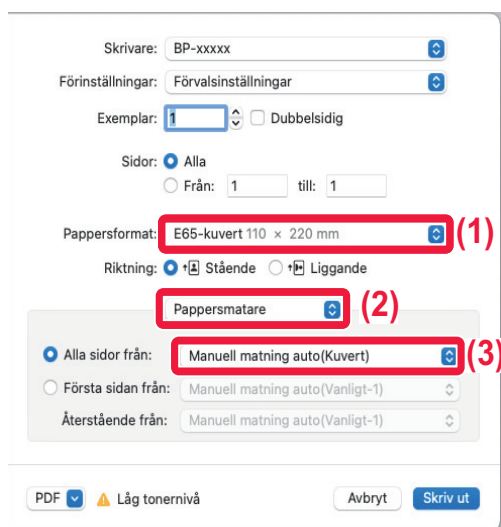 Skrivare: BP-xxxxx
Förinställningar: Förvalsinställningar
Exemplar: 1 Dubbelsidig
Sidor: Alla
Från: 1 till: 1
Pappersformat: E65-kuvert 110 × 220 mm (1)
Riktning: Stående Liggande
Pappersmatare (2)
Alla sidor från: Manuell matning auto(Kuvert) (3)
Första sidan från: Manuell matning auto(Vanligt-1)
Återstående från: Manuell matning auto(Vanligt-1)
PDF Låg tonernivå Avbryt Skriv ut